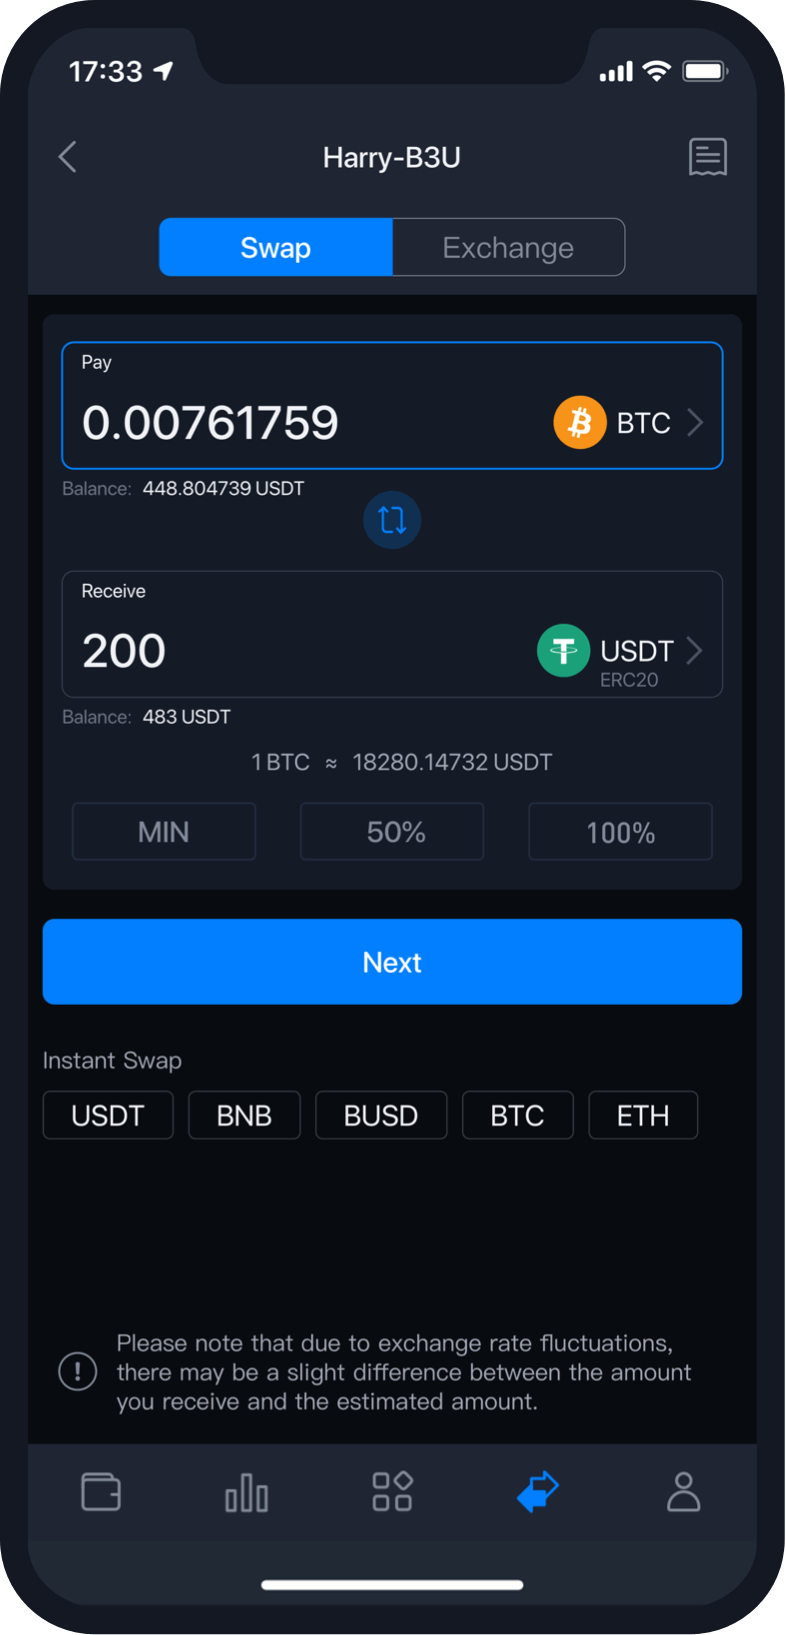 17:33
Harry-B3U
Swap Exchange
Pay
0.00761759 BTC
Balance: 448.804739 USDT
Receive
200 USDT
ERC20
Balance: 483 USDT
1 BTC ≈ 18280.14732 USDT
MIN 50% 100%
Next
Instant Swap
USDT BNB BUSD BTC ETH
Please note that due to exchange rate fluctuations,
there may be a slight difference between the amount
you receive and the estimated amount.